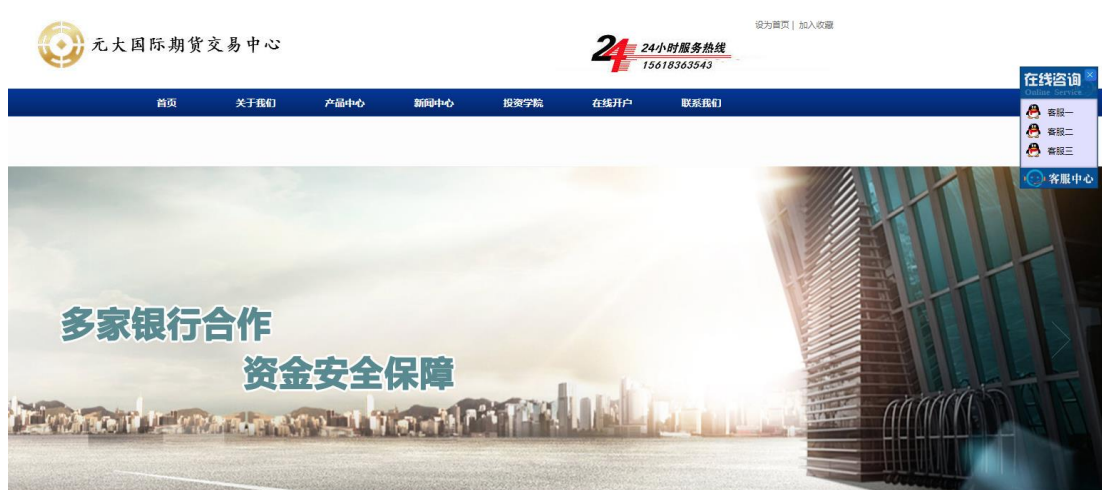 元大国际期货交易中心
24 24小时服务热线
15618363543
设为首页 | 加入收藏
首页 关于我们 产品中心 新闻中心 投资学院 在线开户 联系我们
在线咨询
Online Service
客服一
客服二
客服三
客服中心
多家银行合作
资金安全保障